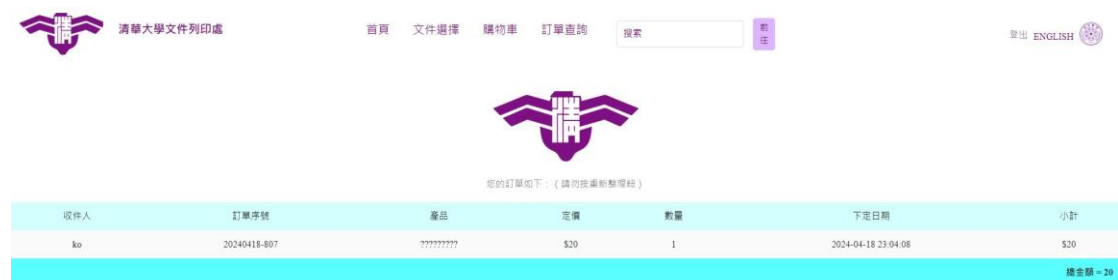 清華大學文件列印處 首頁 文件選擇 購物車 訂單查詢 搜索 前往 登出 ENGLISH
您的訂單如下：（請勿按重新整理鈕）
收件人 訂單序號 產品 定價 數量 下定日期 小計
ko 20240418-807 ????????? $20 1 2024-04-18 23:04:08 $20
總金額 = 20